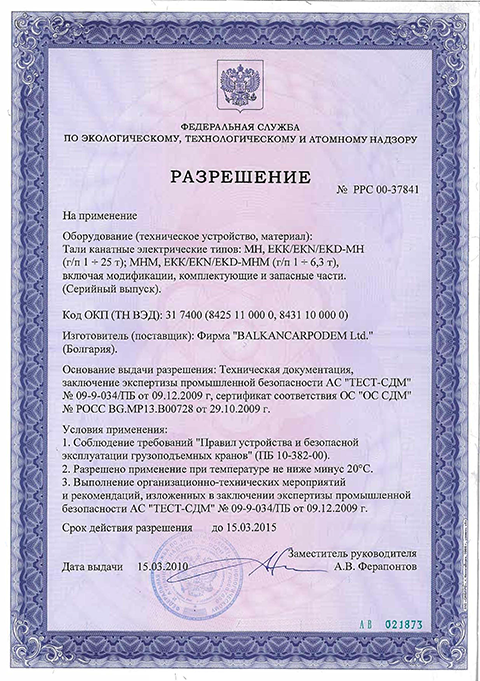 ФЕДЕРАЛЬНАЯ СЛУЖБА
ПО ЭКОЛОГИЧЕСКОМУ, ТЕХНОЛОГИЧЕСКОМУ И АТОМНОМУ НАДЗОРУ
РАЗРЕШЕНИЕ
№ РРС 00-37841
На применение
Оборудование (техническое устройство, материал):
Тали канатные электрические типов: МН, ЕКК/EKN/EKD-МН
(г/п 1 ÷ 25 т); МНМ, ЕКК/EKN/EKD-МНМ (г/п 1 ÷ 6,3 т),
включая модификации, комплектующие и запасные части.
(Серийный выпуск).
Код ОКП (ТН ВЭД): 31 7400 (8425 11 000 0, 8431 10 000 0)
Изготовитель (поставщик): Фирма "BALKANCARPODEM Ltd."
(Болгария).
Основание выдачи разрешения: Техническая документация,
заключение экспертизы промышленной безопасности АС "ТЕСТ-СДМ"
№ 09-9-034/ПБ от 09.12.2009 г, сертификат соответствия ОС "ОС СДМ"
№ РОСС BG.МР13.В00728 от 29.10.2009 г.
Условия применения:
1. Соблюдение требований "Правил устройства и безопасной
эксплуатации грузоподъемных кранов" (ПБ 10-382-00).
2. Разрешено применение при температуре не ниже минус 20°С.
3. Выполнение организационно-технических мероприятий
и рекомендаций, изложенных в заключении экспертизы промышленной
безопасности АС "ТЕСТ-СДМ" № 09-9-034/ПБ от 09.12.2009 г.
Срок действия разрешения до 15.03.2015
Заместитель руководителя
Дата выдачи 15.03.2010 А.В. Ферапонтов
АВ 021873